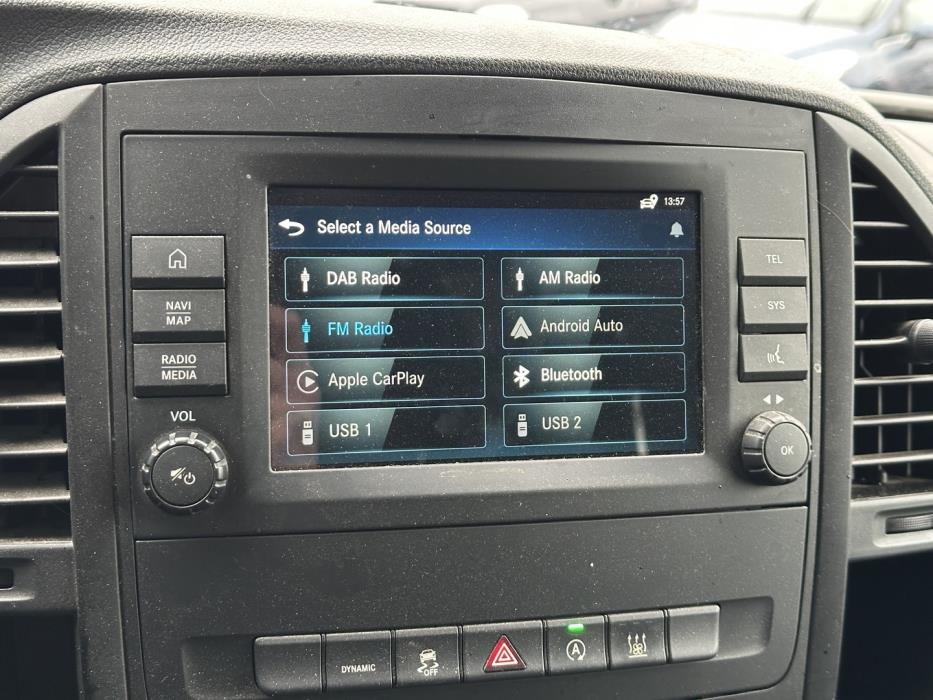 13:57
Select a Media Source
DAB Radio
AM Radio
FM Radio
Android Auto
Apple CarPlay
Bluetooth
USB 1
USB 2
NAVI
MAP
RADIO
MEDIA
VOL
TEL
SYS
OK
DYNAMIC
OFF
A